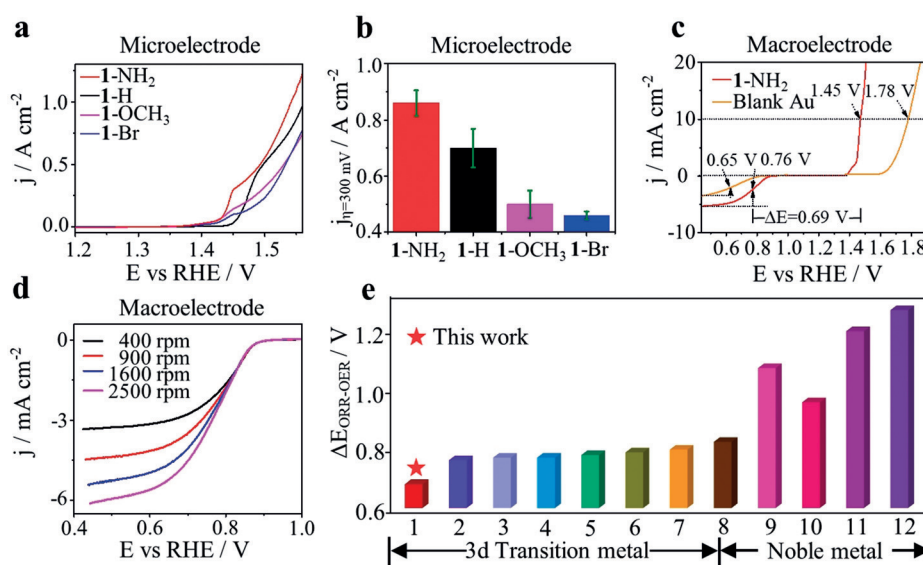 a
Microelectrode
j / A cm⁻²
1.0
0.5
0.0
1-NH₂
1-H
1-OCH₃
1-Br
1.2 1.3 1.4 1.5
E vs RHE / V
b
Microelectrode
j η=300 mV / A cm⁻²
1.0
0.8
0.6
0.4
1-NH₂ 1-H 1-OCH₃ 1-Br
c
Macroelectrode
j / mA cm⁻²
20
10
0
-10
1-NH₂
Blank Au
1.45 V 1.78 V
0.65 V 0.76 V
ΔE=0.69 V
0.6 0.8 1.0 1.2 1.4 1.6 1.8
E vs RHE / V
d
Macroelectrode
j / mA cm⁻²
0
-3
-6
400 rpm
900 rpm
1600 rpm
2500 rpm
0.4 0.6 0.8 1.0
E vs RHE / V
e
ΔE ORR-OER / V
1.2
1.0
0.8
0.6
This work
1 2 3 4 5 6 7 8 9 10 11 12
3d Transition metal Noble metal